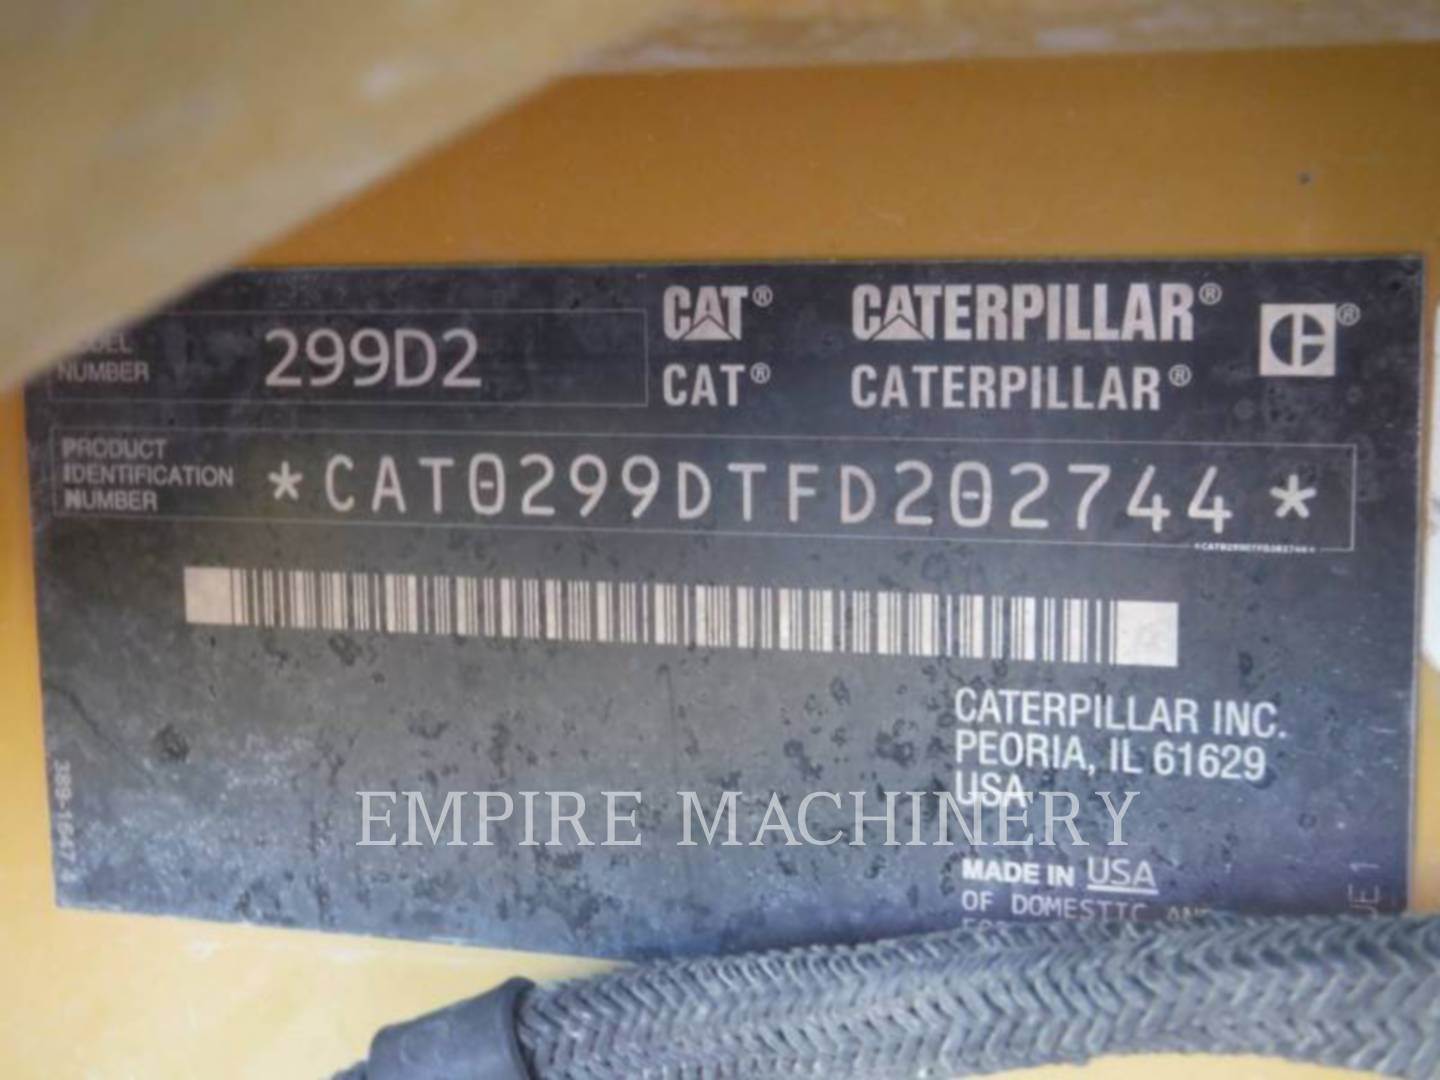 NUMBER 299D2
CAT® CATERPILLAR®
CAT® CATERPILLAR®
PRODUCT
IDENTIFICATION
NUMBER
*CAT0299DTFD202744*
CATERPILLAR INC.
PEORIA, IL 61629
USA
EMPIRE MACHINERY
MADE IN USA
OF DOMESTIC